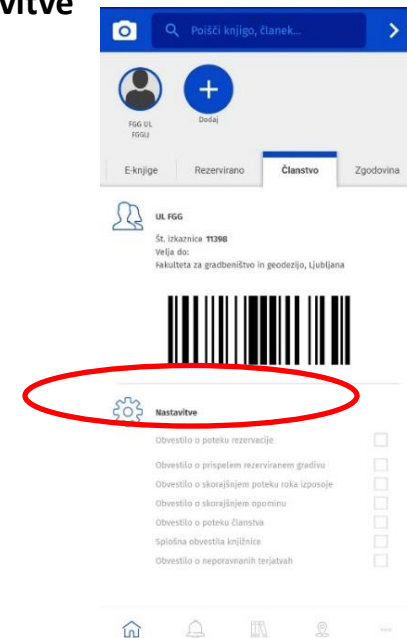 vitve
Poišči knjigo, članek...
FGG UL
FGGLJ
Dodaj
E-knjige Rezervirano Članstvo Zgodovina
UL FGG
Št. izkaznice 11398
Velja do:
Fakulteta za gradbeništvo in geodezijo, Ljubljana
Nastavitve
Obvestilo o poteku rezervacije
Obvestilo o prispelem rezerviranem gradivu
Obvestilo o skorajšnjem poteku roka izposoje
Obvestilo o skorajšnjem opominu
Obvestilo o poteku članstva
Splošna obvestila knjižnice
Obvestilo o neporavnanih terjatvah